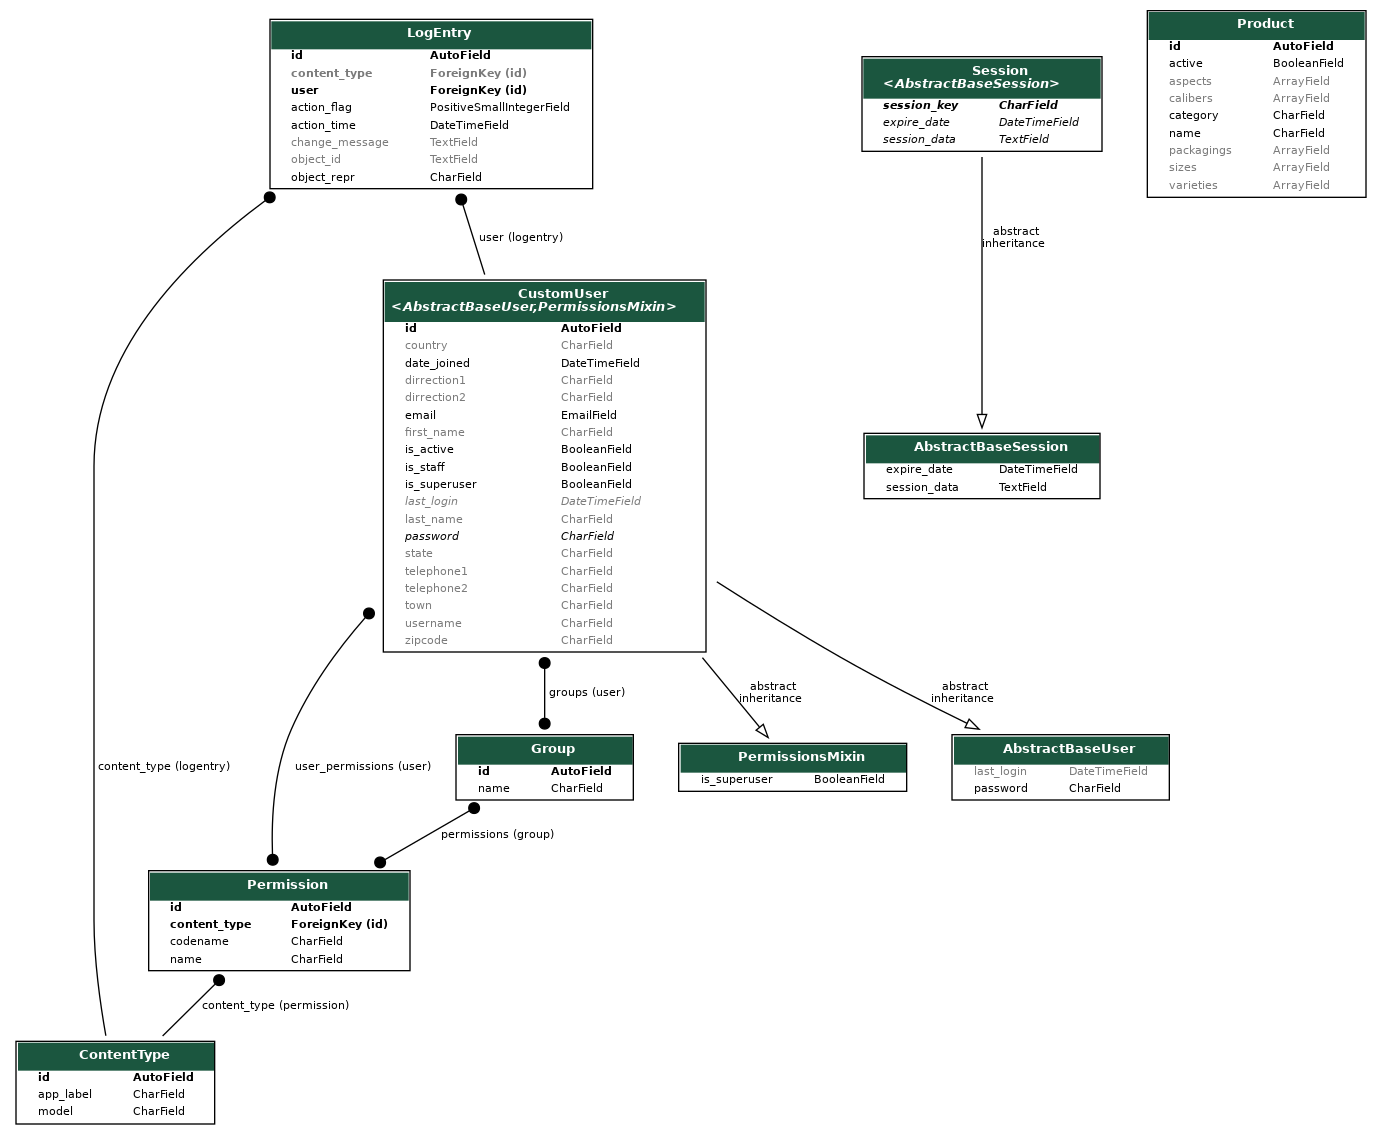 LogEntry
id AutoField
content_type ForeignKey (id)
user ForeignKey (id)
action_flag PositiveSmallIntegerField
action_time DateTimeField
change_message TextField
object_id TextField
object_repr CharField
Session
<AbstractBaseSession>
session_key CharField
expire_date DateTimeField
session_data TextField
Product
id AutoField
active BooleanField
aspects ArrayField
calibers ArrayField
category CharField
name CharField
packagings ArrayField
sizes ArrayField
varieties ArrayField
user (logentry)
abstract
inheritance
CustomUser
<AbstractBaseUser,PermissionsMixin>
id AutoField
country CharField
date_joined DateTimeField
dirrection1 CharField
dirrection2 CharField
email EmailField
first_name CharField
is_active BooleanField
is_staff BooleanField
is_superuser BooleanField
last_login DateTimeField
last_name CharField
password CharField
state CharField
telephone1 CharField
telephone2 CharField
town CharField
username CharField
zipcode CharField
AbstractBaseSession
expire_date DateTimeField
session_data TextField
groups (user)
abstract
inheritance
abstract
inheritance
content_type (logentry)
user_permissions (user)
Group
id AutoField
name CharField
PermissionsMixin
is_superuser BooleanField
AbstractBaseUser
last_login DateTimeField
password CharField
permissions (group)
Permission
id AutoField
content_type ForeignKey (id)
codename CharField
name CharField
content_type (permission)
ContentType
id AutoField
app_label CharField
model CharField